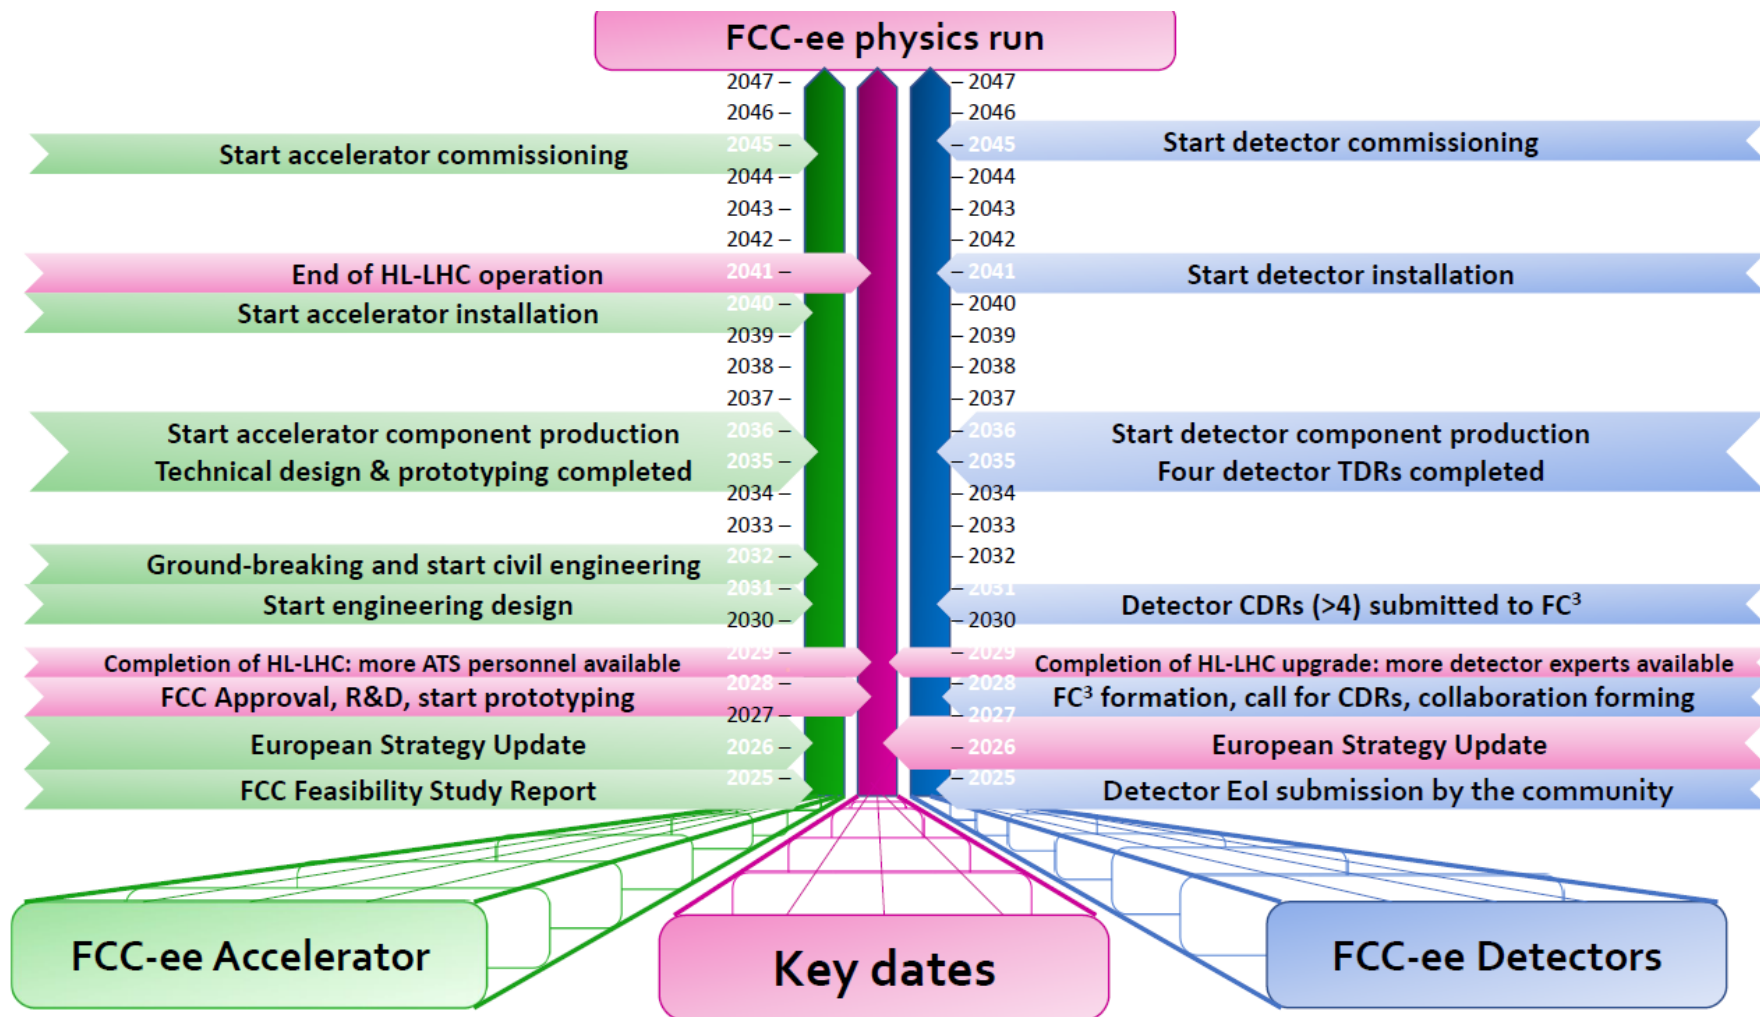 FCC-ee physics run
2047 – – 2047
2046 – – 2046
Start accelerator commissioning 2045 – – 2045 Start detector commissioning
2044 – – 2044
2043 – – 2043
2042 – – 2042
End of HL-LHC operation 2041 – – 2041 Start detector installation
2040 – – 2040
Start accelerator installation
2039 – – 2039
2038 – – 2038
2037 – – 2037
Start accelerator component production 2036 – – 2036 Start detector component production
Technical design & prototyping completed 2035 – – 2035 Four detector TDRs completed
2034 – – 2034
2033 – – 2033
Ground-breaking and start civil engineering 2032 – – 2032
2031 – – 2031
Start engineering design Detector CDRs (>4) submitted to FC³
2030 – – 2030
2029 – – 2029
Completion of HL-LHC: more ATS personnel available Completion of HL-LHC upgrade: more detector experts available
2028 – – 2028
FCC Approval, R&D, start prototyping FC³ formation, call for CDRs, collaboration forming
2027 – – 2027
European Strategy Update 2026 – – 2026 European Strategy Update
2025 – – 2025
FCC Feasibility Study Report Detector EoI submission by the community
FCC-ee Accelerator
Key dates
FCC-ee Detectors